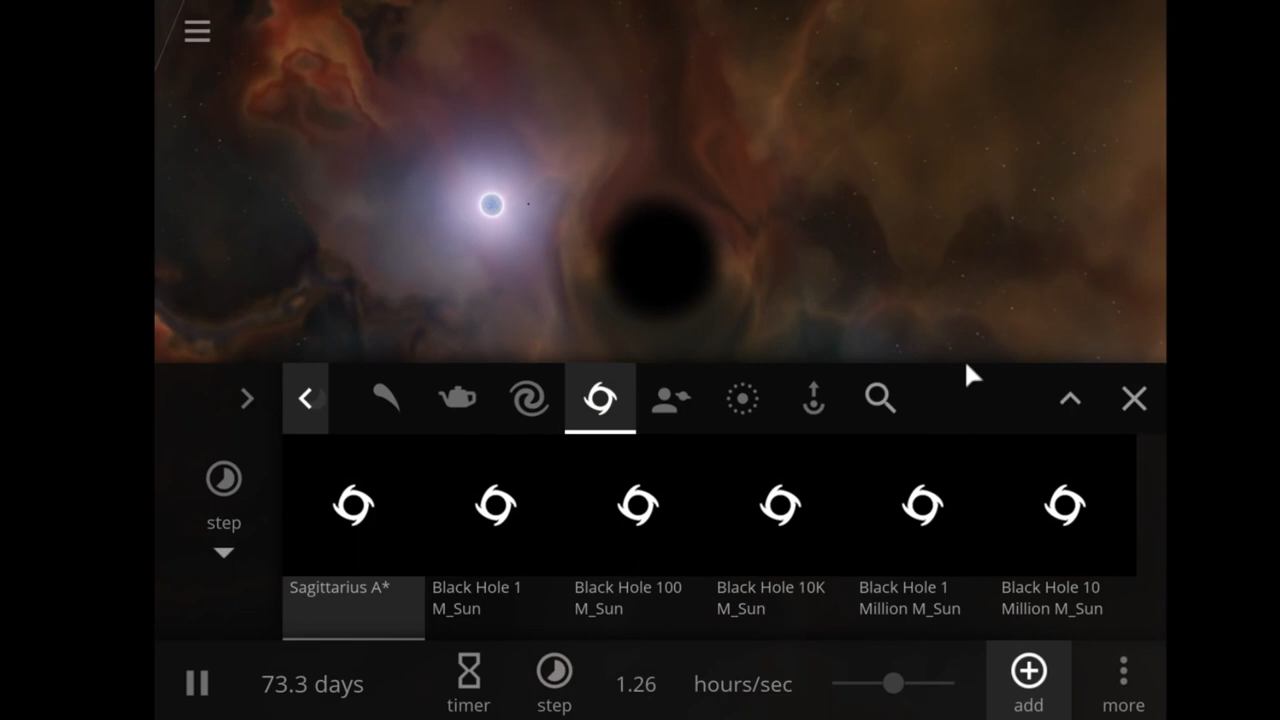 step
Sagittarius A*
Black Hole 1
M_Sun
Black Hole 100
M_Sun
Black Hole 10K
M_Sun
Black Hole 1
Million M_Sun
Black Hole 10
Million M_Sun
73.3 days
timer
step
1.26
hours/sec
add
more